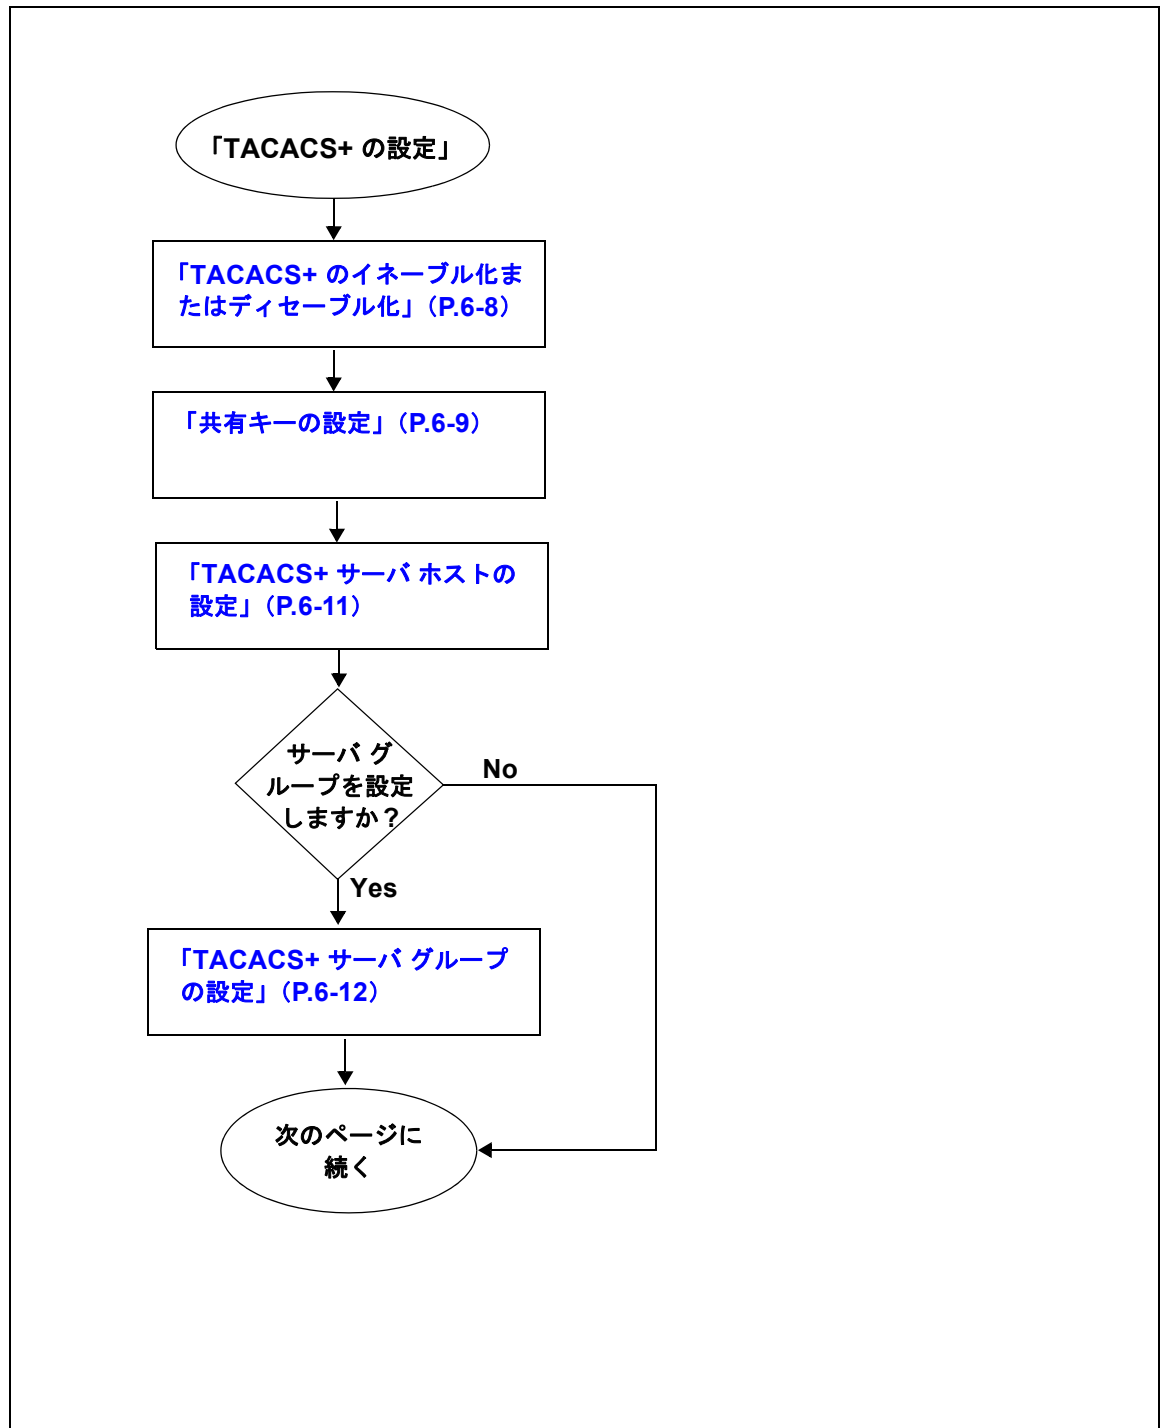 「TACACS+ の設定」
「TACACS+ のイネーブル化ま
たはディセーブル化」（P.6-8）
「共有キーの設定」（P.6-9）
「TACACS+ サーバ ホストの
設定」（P.6-11）
サーバ グ
ループを設定
しますか？
No
Yes
「TACACS+ サーバ グループ
の設定」（P.6-12）
次のページに
続く